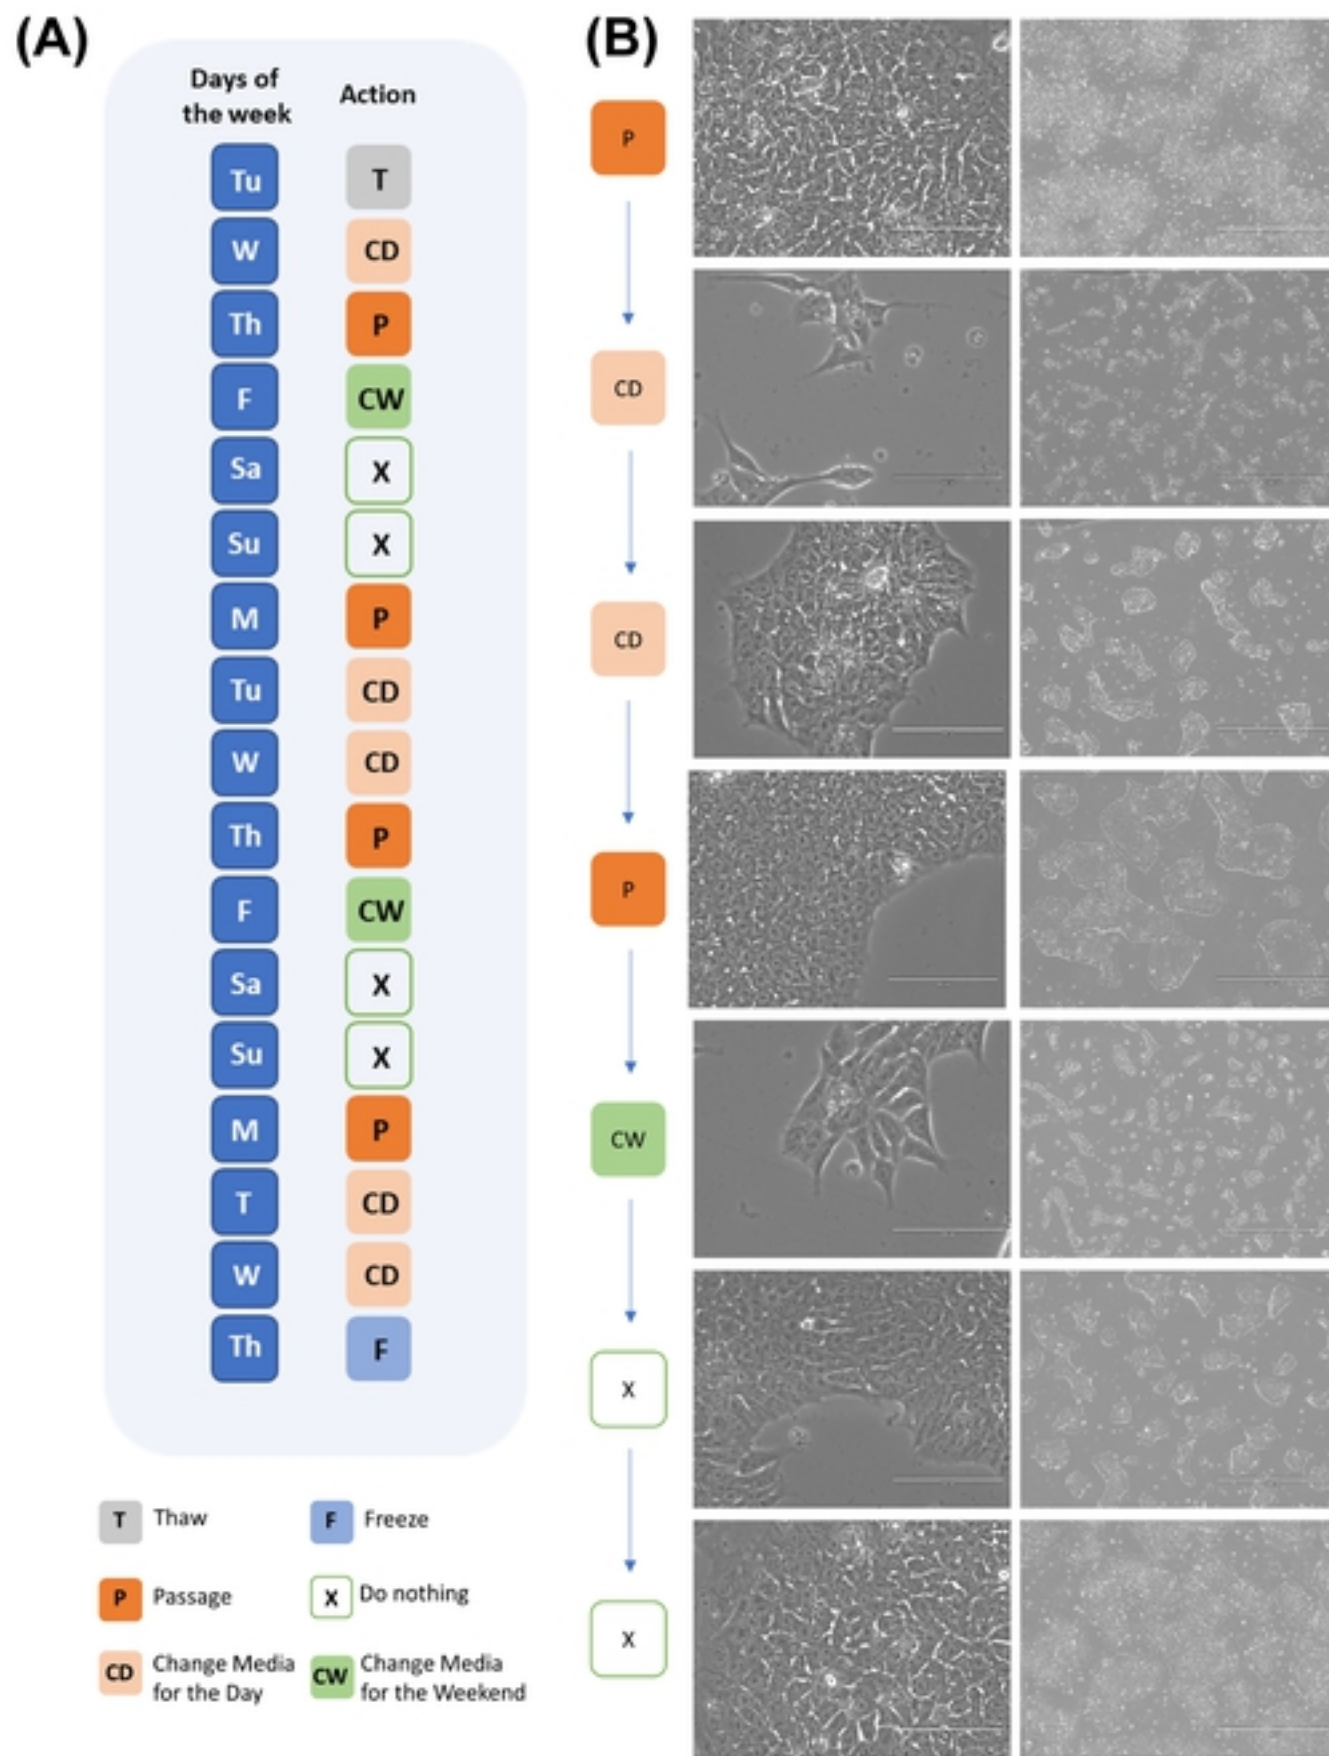 (A)
Days of
the week
Action
Tu T
W CD
Th P
F CW
Sa X
Su X
M P
Tu CD
W CD
Th P
F CW
Sa X
Su X
M P
T CD
W CD
Th F
T Thaw
F Freeze
P Passage
X Do nothing
CD Change Media
for the Day
CW Change Media
for the Weekend
(B)
P
CD
CD
P
CW
X
X